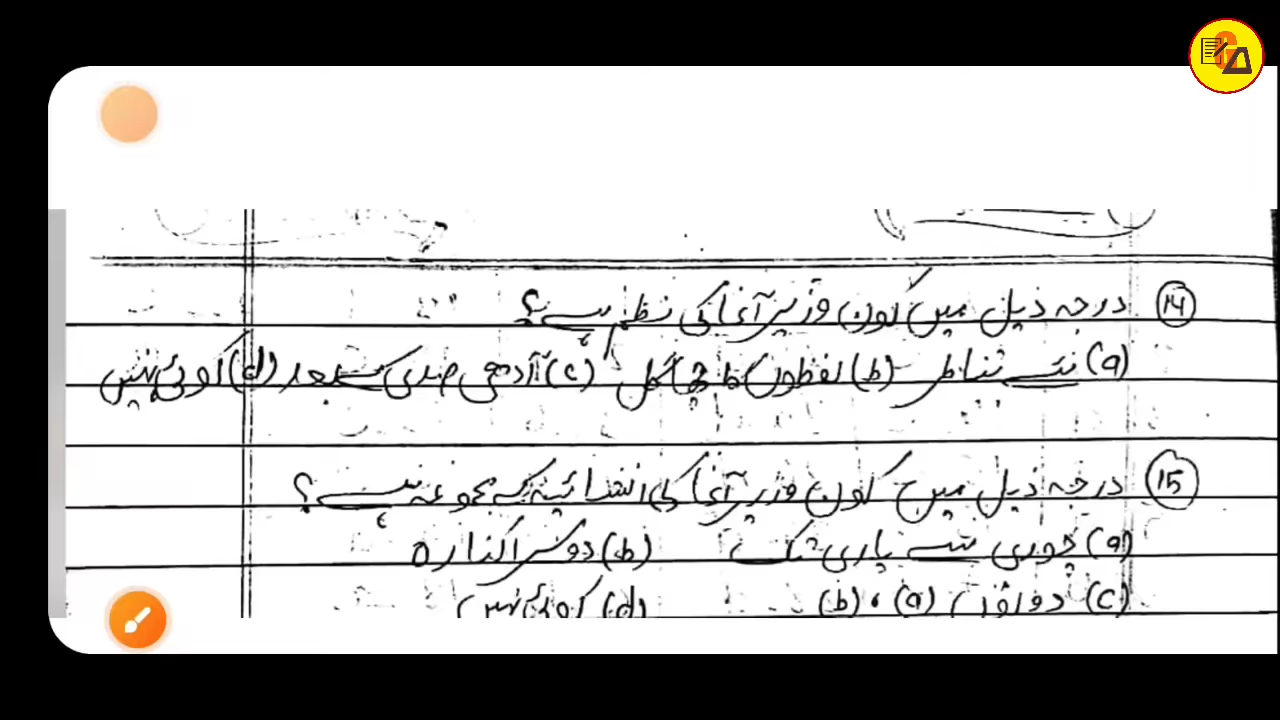 ⑭ درجہ ذیل میں کون وزیر آغا کی نظم ہے؟
(a) نئے تناظر (b) لفظوں کا چھاگل (c) آدھی صدی کے بعد (d) کوئی نہیں
⑮ درجہ ذیل میں کون وزیر آغا کی انشائیہ کے مجوعہ ہے؟
(a) چوری سے یاری تک (b) دوسرا کنارہ
(c) دونوں (a)، (b) (d) کوئی نہیں